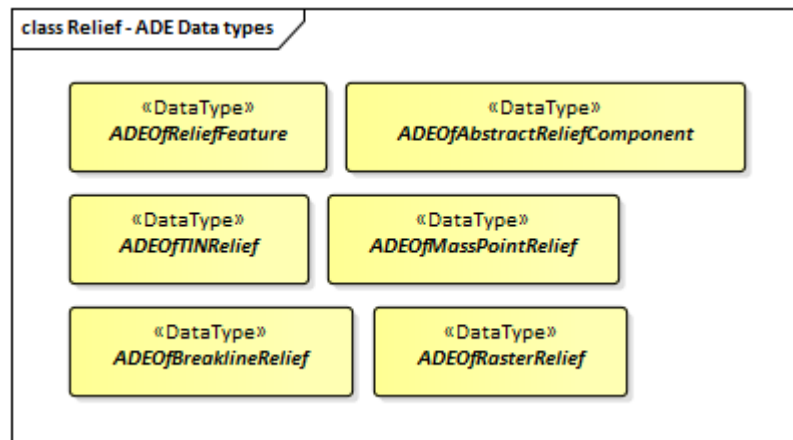 class Relief - ADE Data types
«DataType»
ADEOfReliefFeature
«DataType»
ADEOfAbstractReliefComponent
«DataType»
ADEOfTINRelief
«DataType»
ADEOfMassPointRelief
«DataType»
ADEOfBreaklineRelief
«DataType»
ADEOfRasterRelief